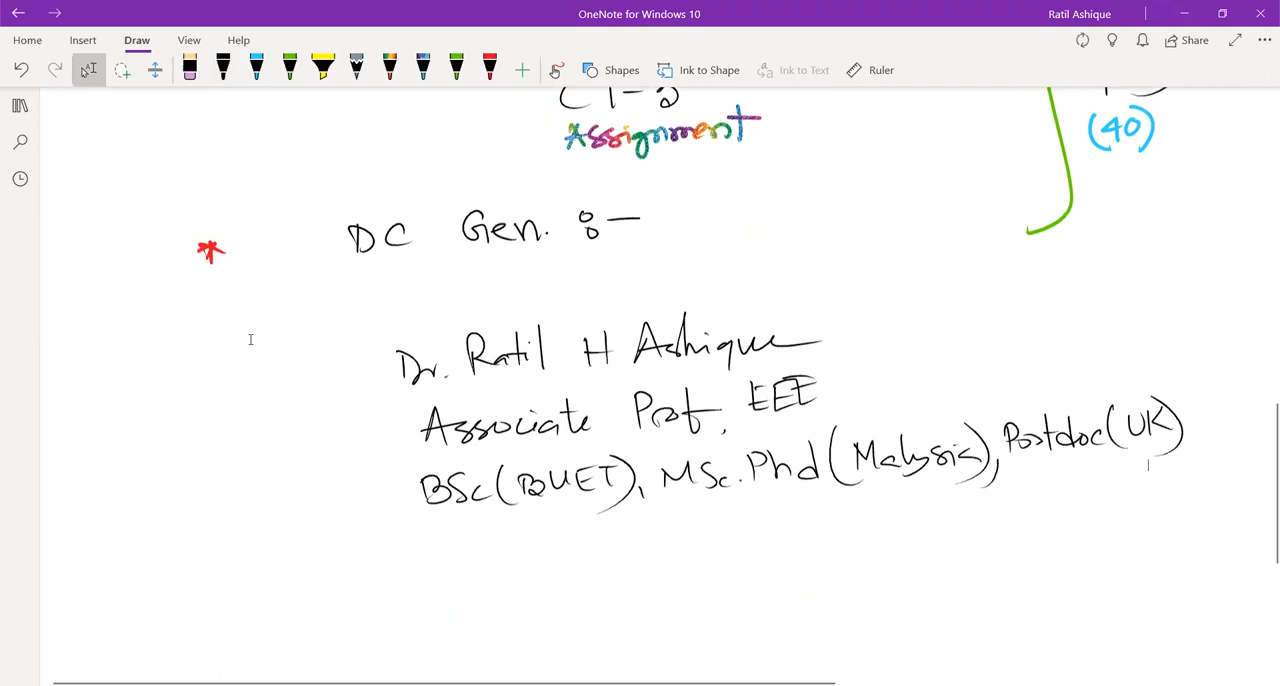 OneNote for Windows 10
Ratil Ashique
Home Insert Draw View Help
Share
Shapes Ink to Shape Ink to Text Ruler
Assignment
(40)
* DC Gen. :-
Dr. Ratil H Ashique
Associate Prof, EEE
BSc(BUET), MSc.Phd(Malysia), Postdoc(UK)